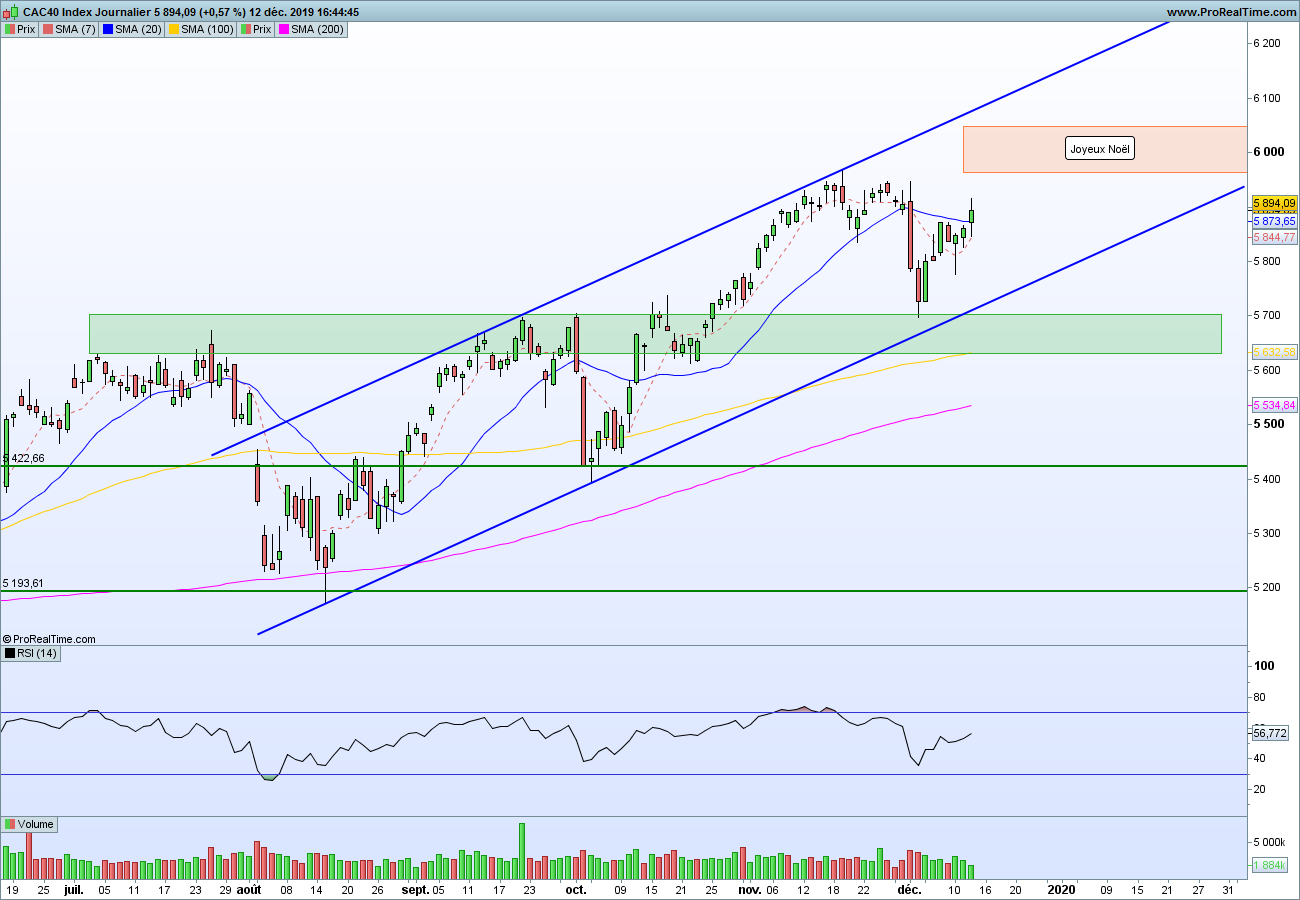 CAC40 Index Journalier 5 894,09 (+0,57 %) 12 déc. 2019 16:44:45
www.ProRealTime.com
Prix SMA (7) SMA (20) SMA (100) Prix SMA (200)
6 200
6 100
Joyeux Noël
6 000
5 894,09
5 873,65
5 844,77
5 800
5 700
5 632,58
5 600
5 534,84
5 500
5 422,66
5 400
5 300
5 193,61
5 200
© ProRealTime.com
RSI (14)
100
80
56,772
40
20
Volume
5 000k
1 884k
19 25 juil. 05 11 17 23 29 août 08 14 20 26 sept. 05 11 17 23 oct. 09 15 21 25 nov. 06 12 18 22 déc. 10 16 20 2020 09 15 21 27 31